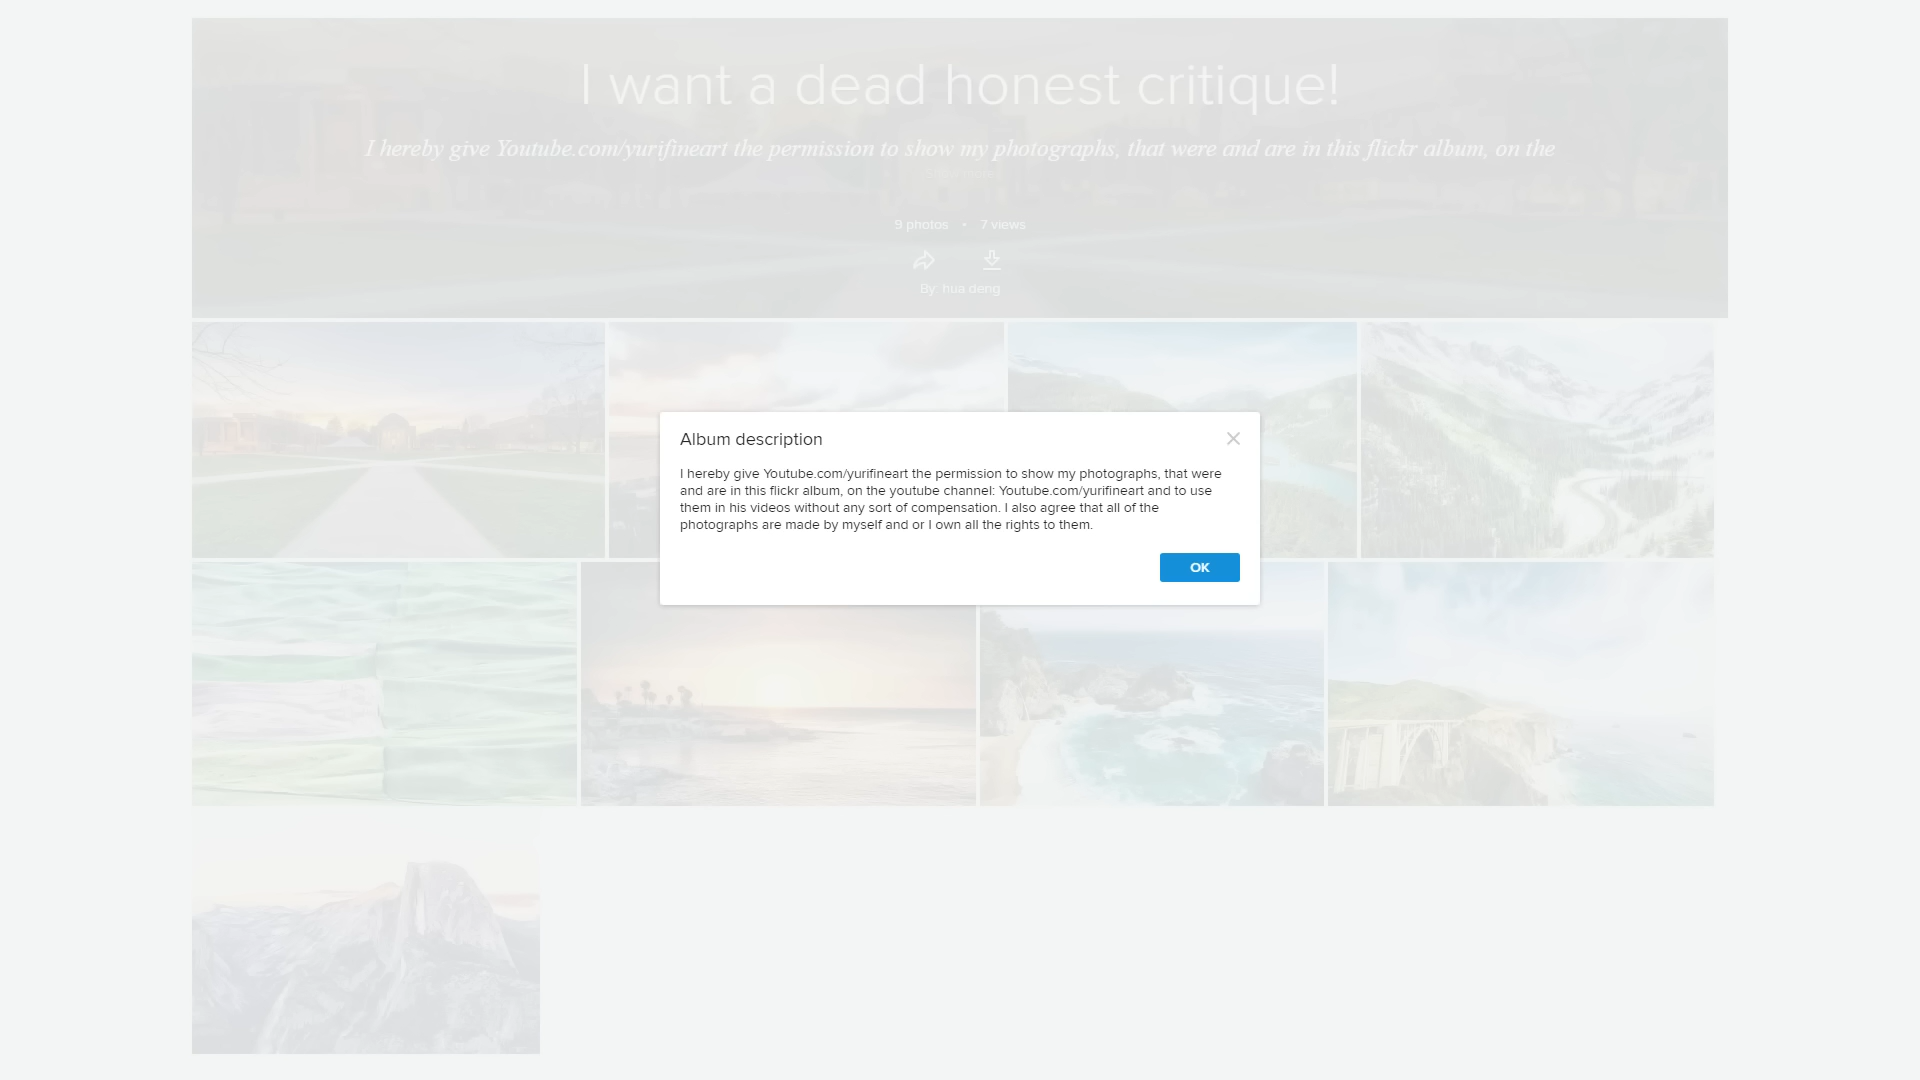 I want a dead honest critique!
I hereby give Youtube.com/yurifineart the permission to show my photographs, that were and are in this flickr album, on the
9 photos • 7 views
By: hua deng
Album description
I hereby give Youtube.com/yurifineart the permission to show my photographs, that were
and are in this flickr album, on the youtube channel: Youtube.com/yurifineart and to use
them in his videos without any sort of compensation. I also agree that all of the
photographs are made by myself and or I own all the rights to them.
OK